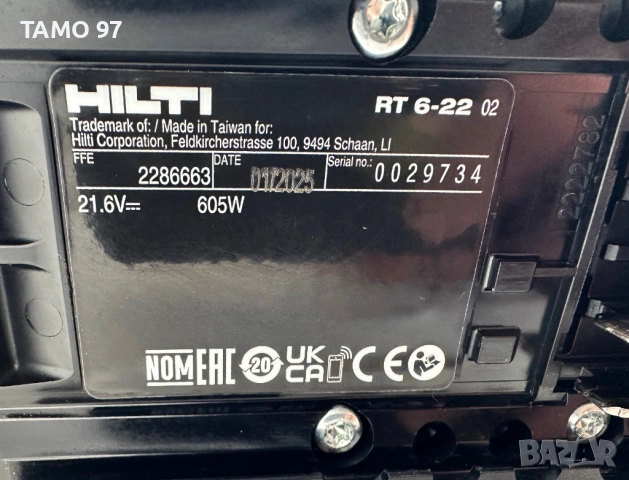 TAMO 97
HILTI
RT 6-22 02
Trademark of: / Made in Taiwan for:
Hilti Corporation, Feldkircherstrasse 100, 9494 Schaan, LI
FFE 2286663 DATE 01/2025 Serial no.: 0029734
21.6V⎓ 605W
2222782
NOM EAC 20 UK CA CE
BAZAR